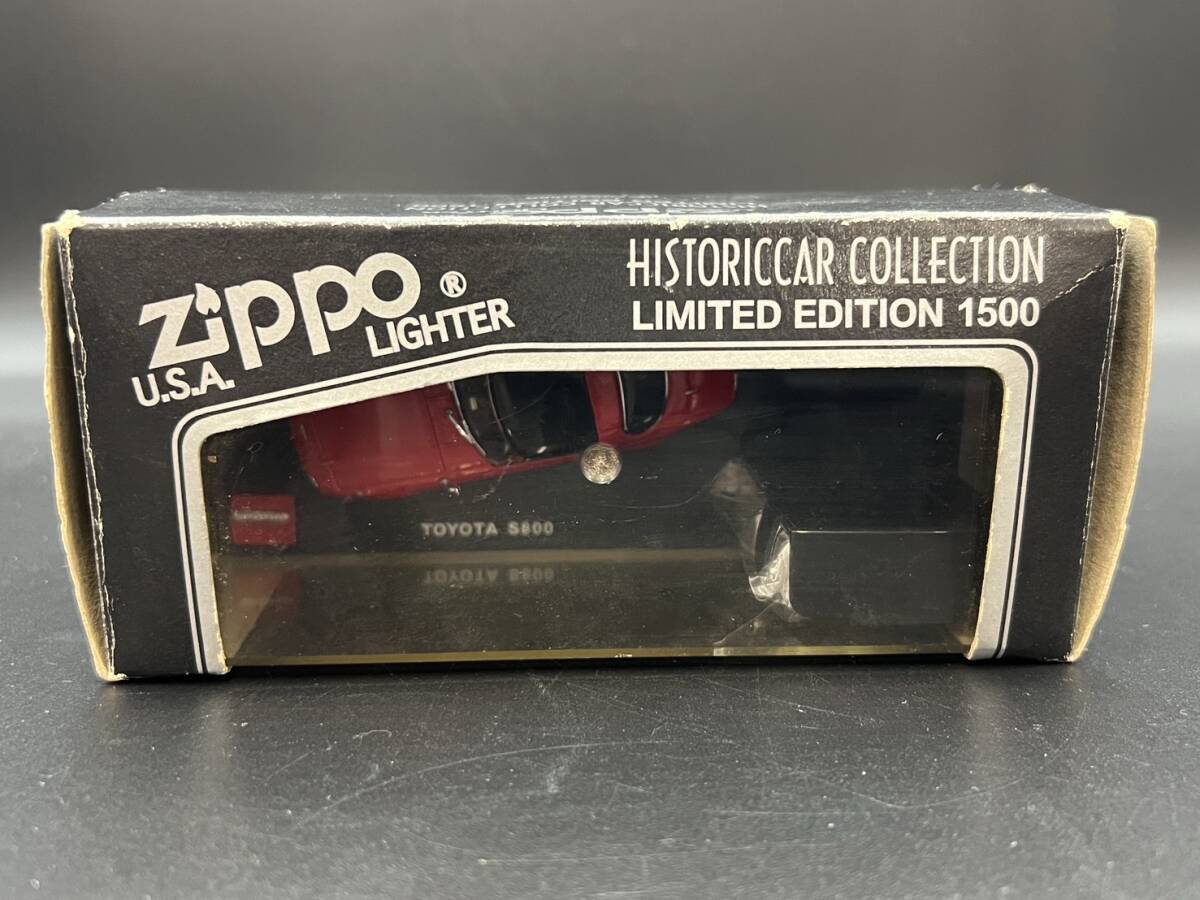 zippo®
LIGHTER
U.S.A.
HISTORICCAR COLLECTION
LIMITED EDITION 1500
TOYOTA S800